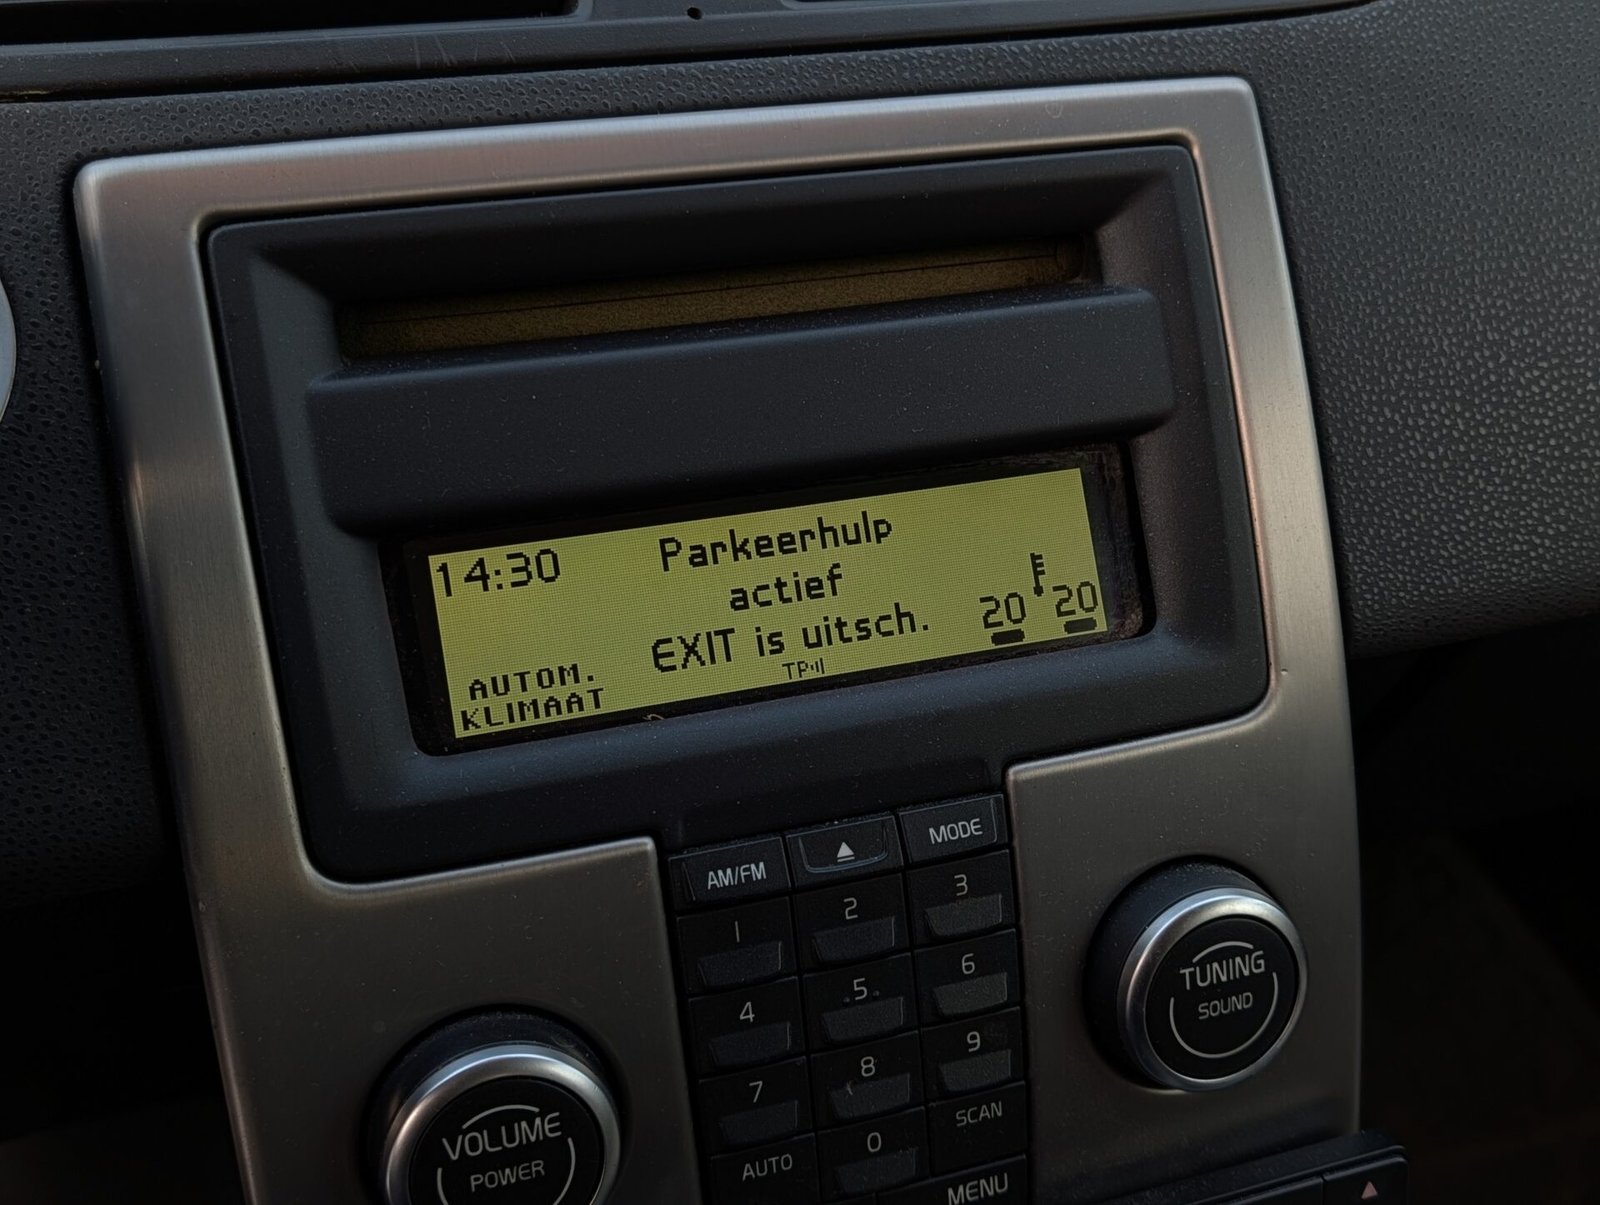 14:30
Parkeerhulp
actief
EXIT is uitsch.
20 20
AUTOM.
KLIMAAT
TP
AM/FM
MODE
1 2 3
4 5 6
7 8 9
AUTO 0 SCAN
MENU
VOLUME
POWER
TUNING
SOUND